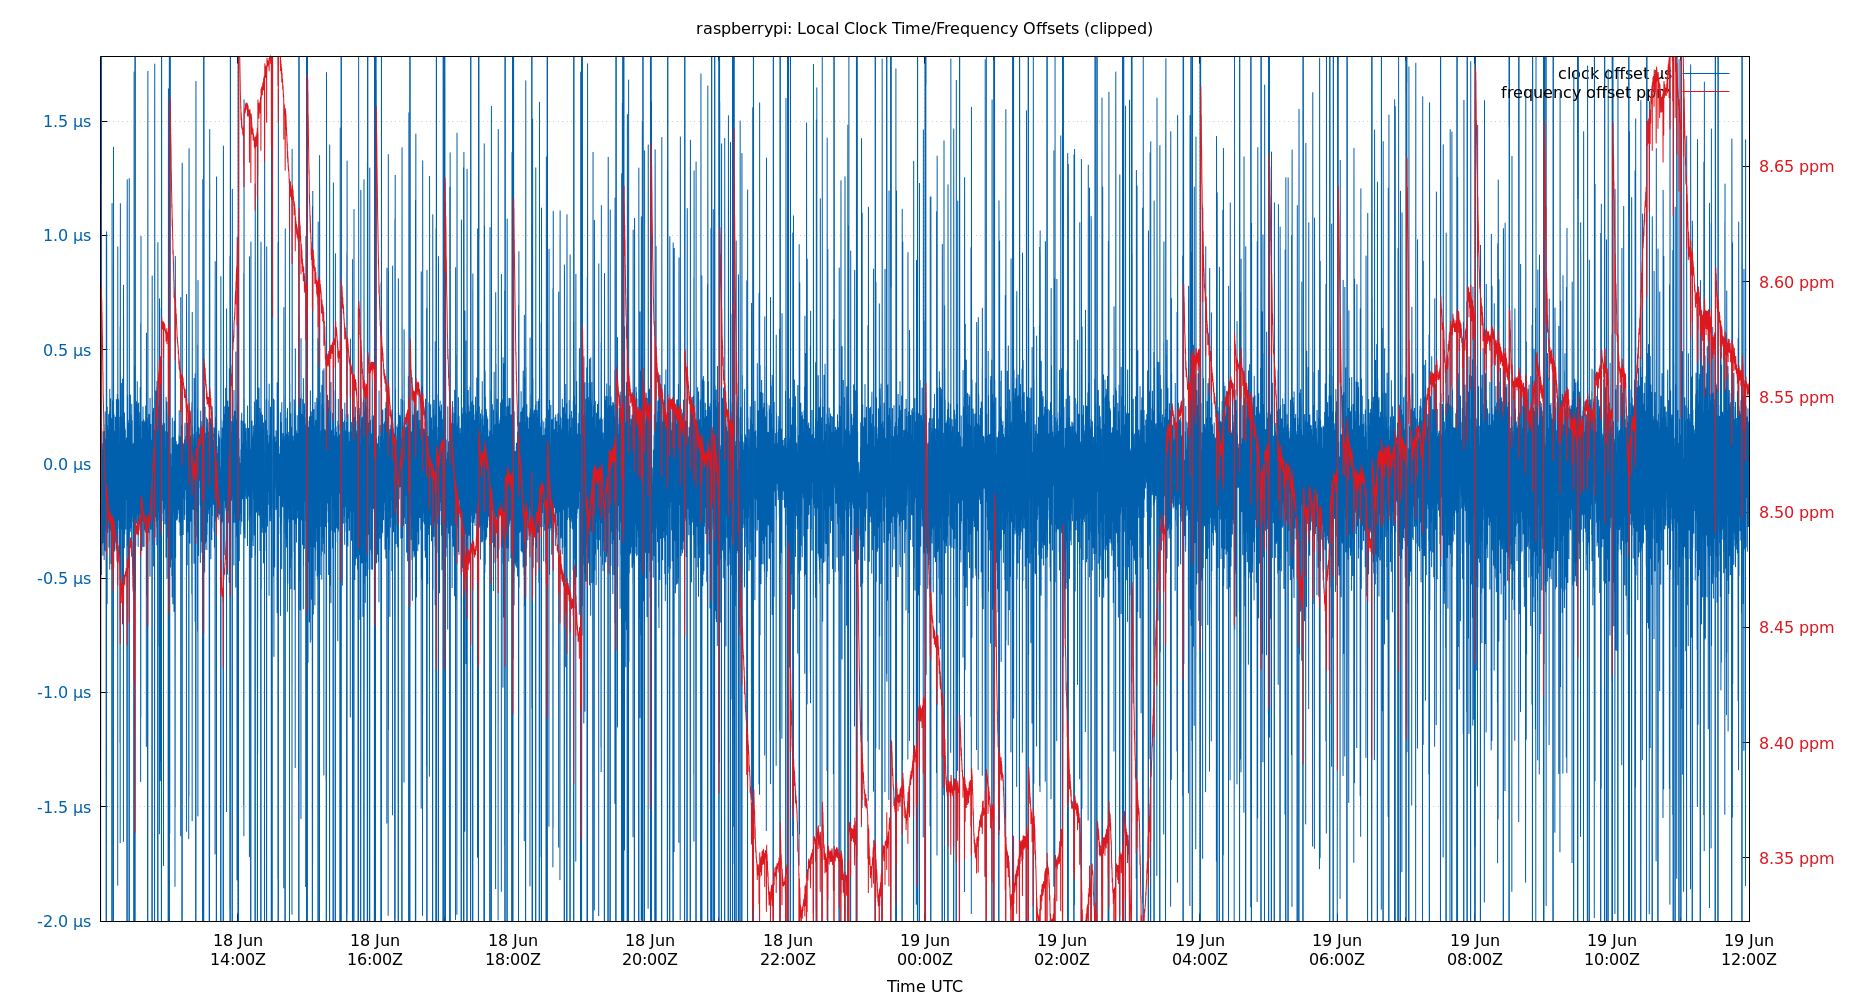 raspberrypi: Local Clock Time/Frequency Offsets (clipped)
clock offset µs
frequency offset ppm
1.5 µs
1.0 µs
0.5 µs
0.0 µs
-0.5 µs
-1.0 µs
-1.5 µs
-2.0 µs
8.65 ppm
8.60 ppm
8.55 ppm
8.50 ppm
8.45 ppm
8.40 ppm
8.35 ppm
18 Jun 18 Jun 18 Jun 18 Jun 18 Jun 19 Jun 19 Jun 19 Jun 19 Jun 19 Jun 19 Jun 19 Jun
14:00Z 16:00Z 18:00Z 20:00Z 22:00Z 00:00Z 02:00Z 04:00Z 06:00Z 08:00Z 10:00Z 12:00Z
Time UTC